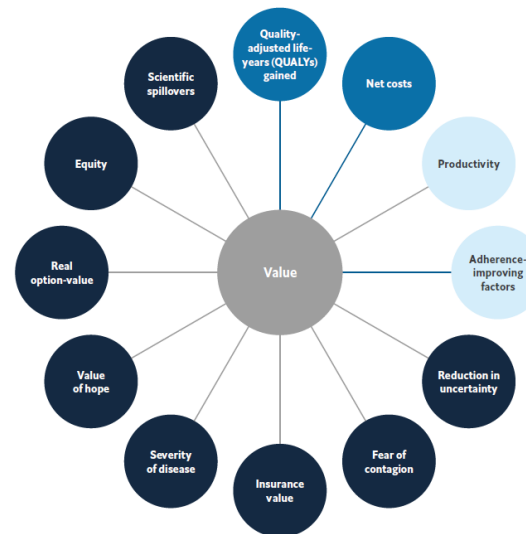 Quality-
adjusted life-
years (QUALYs)
gained
Net costs
Productivity
Adherence-
improving
factors
Reduction in
uncertainty
Fear of
contagion
Insurance
value
Severity
of disease
Value
of hope
Real
option-value
Equity
Scientific
spillovers
Value